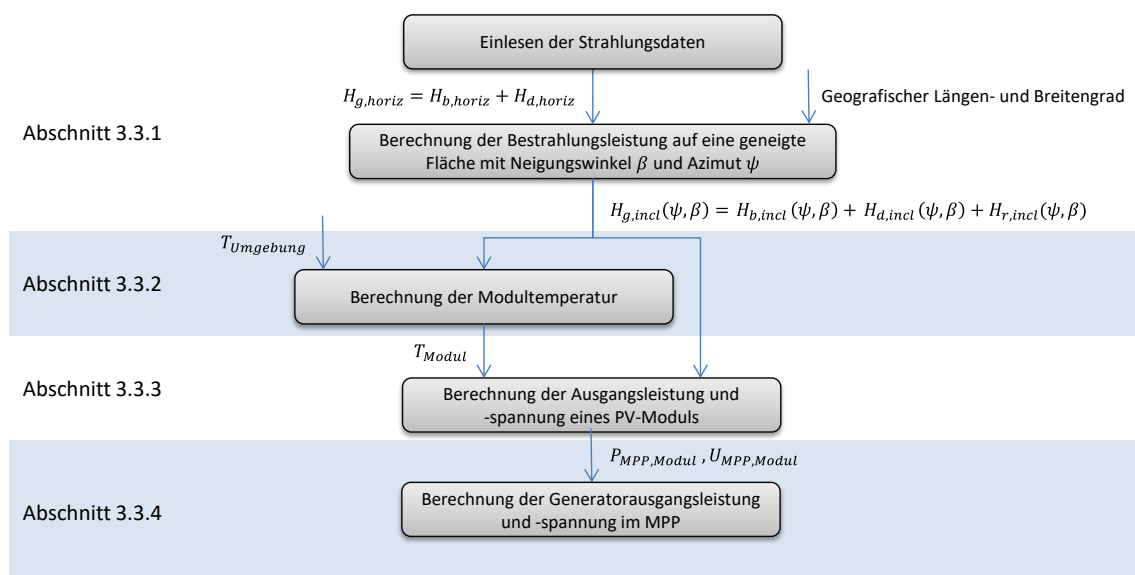 Einlesen der Strahlungsdaten
H_{g,horiz} = H_{b,horiz} + H_{d,horiz}
Geografischer Längen- und Breitengrad
Abschnitt 3.3.1
Berechnung der Bestrahlungsleistung auf eine geneigte
Fläche mit Neigungswinkel β und Azimut ψ
H_{g,incl}(ψ, β) = H_{b,incl}(ψ, β) + H_{d,incl}(ψ, β) + H_{r,incl}(ψ, β)
T_{Umgebung}
Abschnitt 3.3.2
Berechnung der Modultemperatur
T_{Modul}
Abschnitt 3.3.3
Berechnung der Ausgangsleistung und
-spannung eines PV-Moduls
P_{MPP,Modul} , U_{MPP,Modul}
Abschnitt 3.3.4
Berechnung der Generatorausgangsleistung
und -spannung im MPP